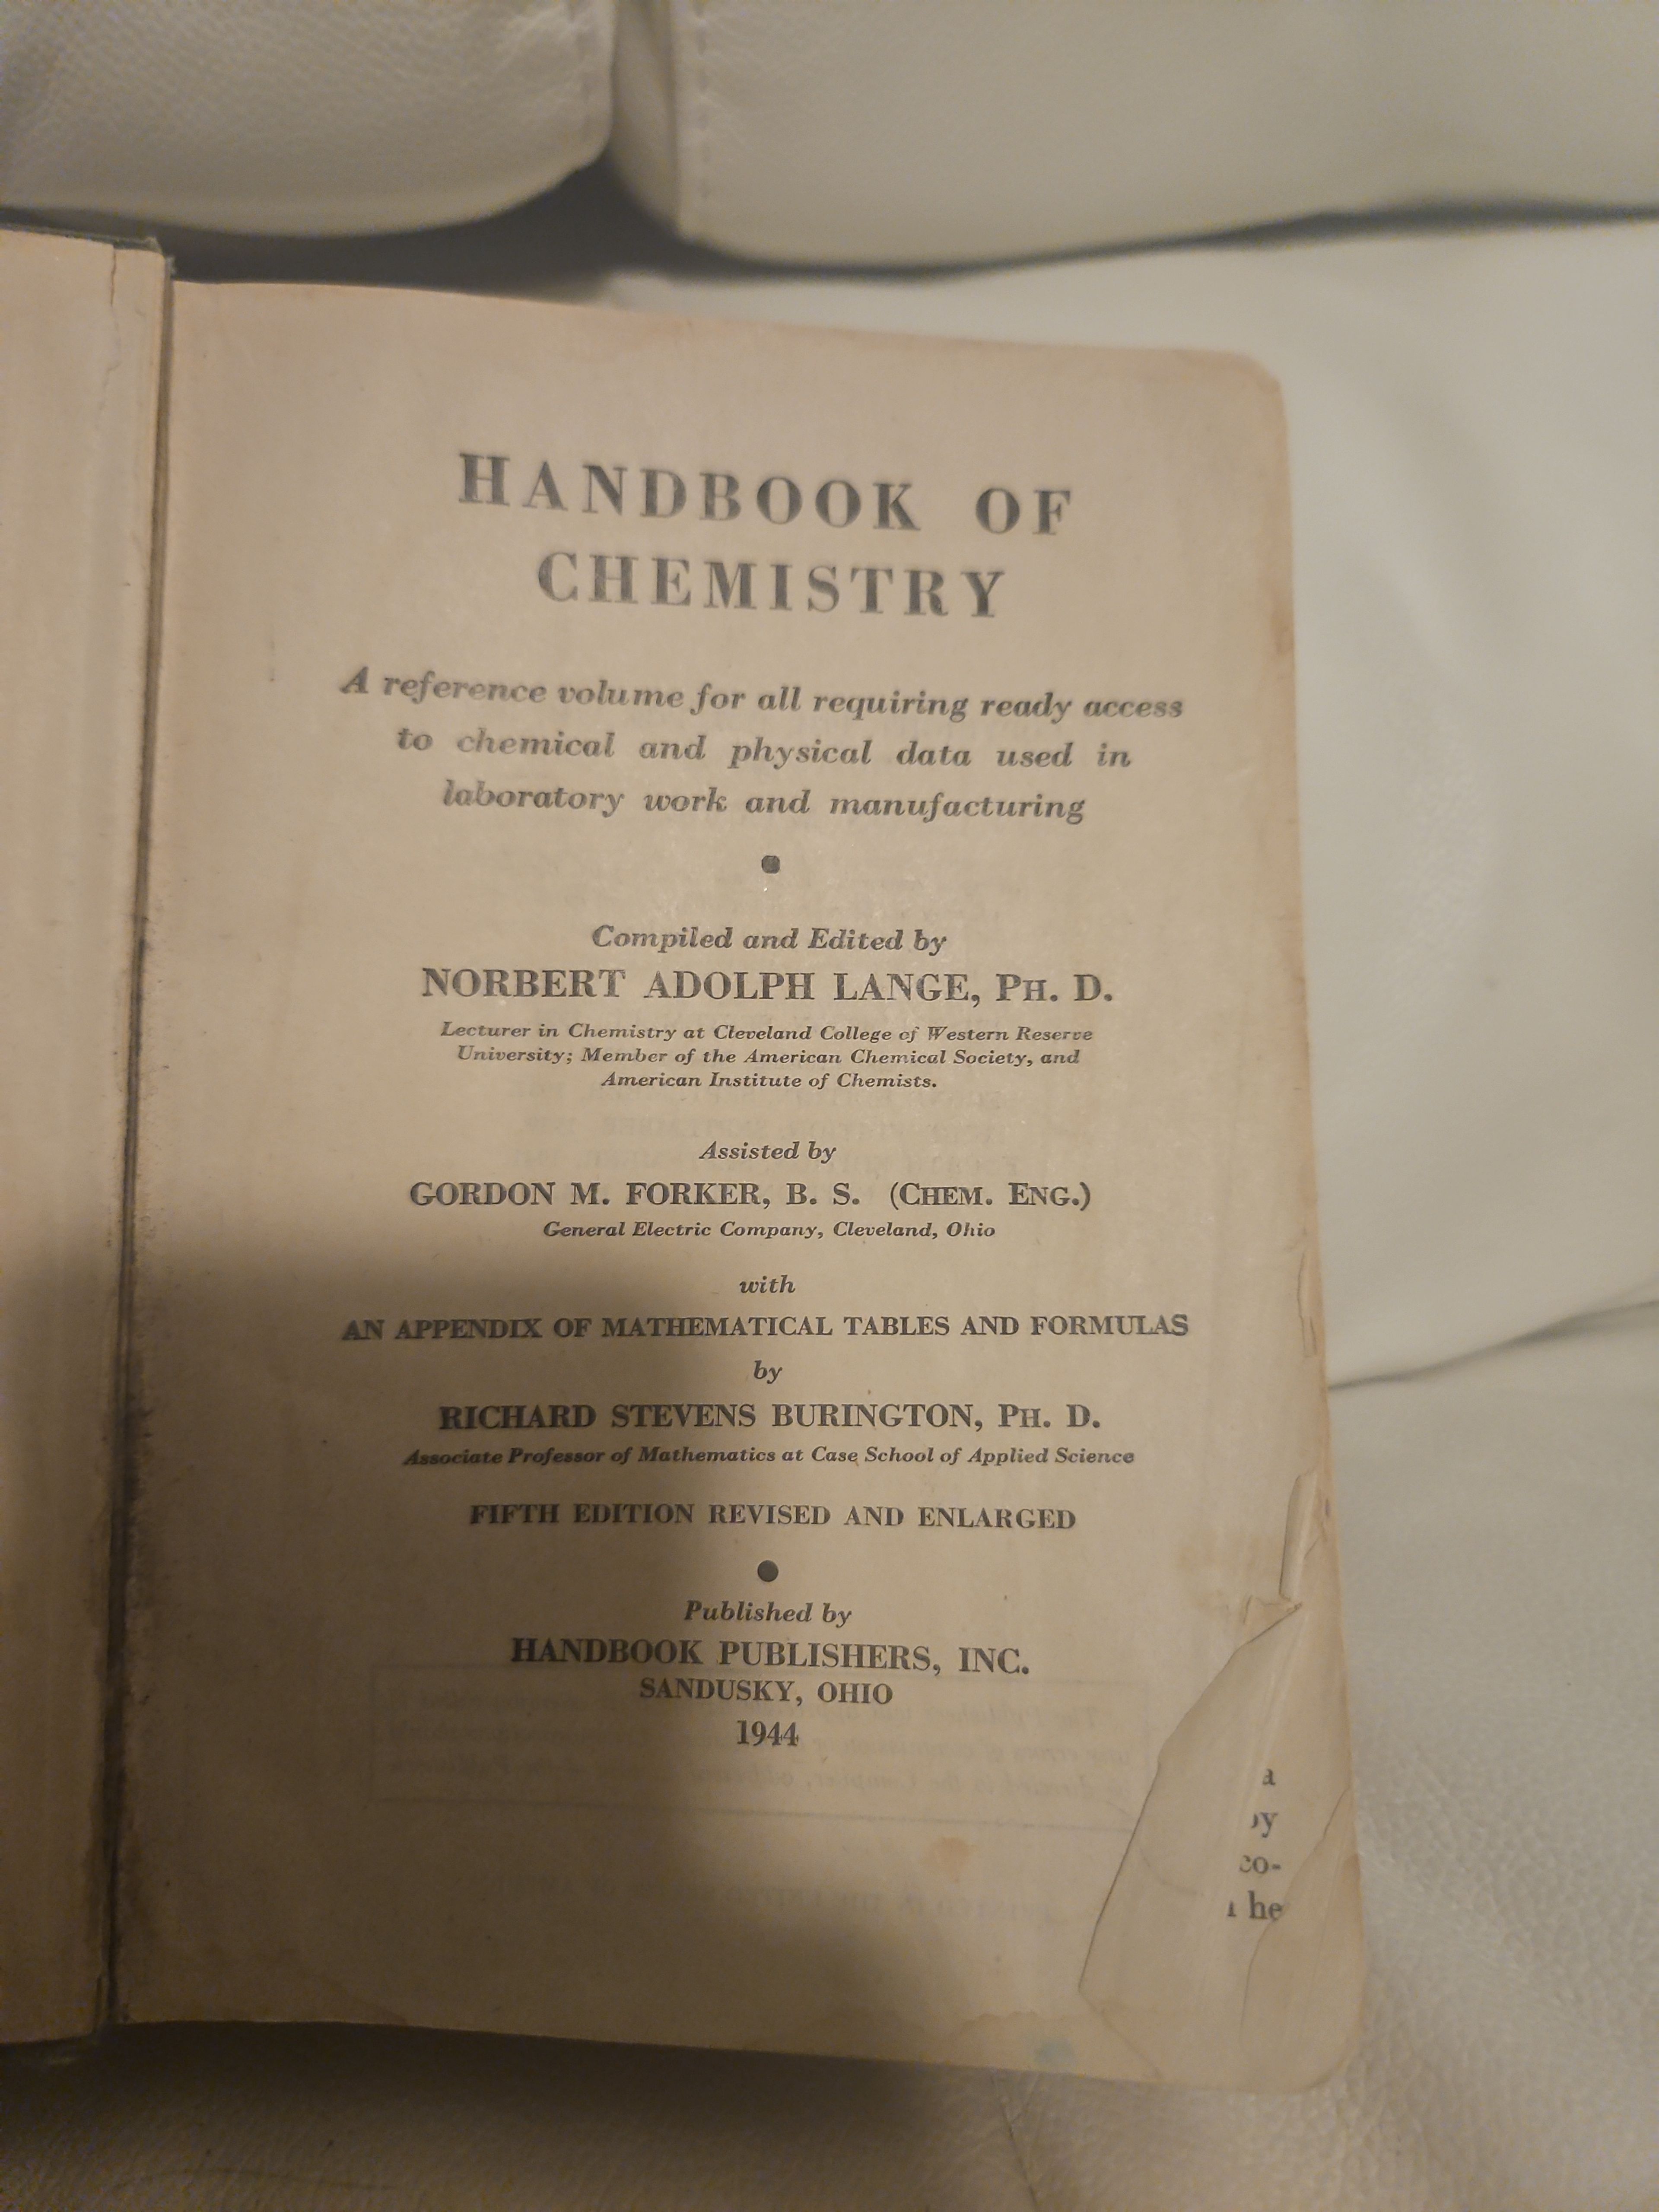 HANDBOOK OF
CHEMISTRY
A reference volume for all requiring ready access
to chemical and physical data used in
laboratory work and manufacturing
Compiled and Edited by
NORBERT ADOLPH LANGE, PH. D.
Lecturer in Chemistry at Cleveland College of Western Reserve
University; Member of the American Chemical Society, and
American Institute of Chemists.
Assisted by
GORDON M. FORKER, B. S. (CHEM. ENG.)
General Electric Company, Cleveland, Ohio
with
AN APPENDIX OF MATHEMATICAL TABLES AND FORMULAS
by
RICHARD STEVENS BURINGTON, PH. D.
Associate Professor of Mathematics at Case School of Applied Science
FIFTH EDITION REVISED AND ENLARGED
Published by
HANDBOOK PUBLISHERS, INC.
SANDUSKY, OHIO
1944
a
co-
he